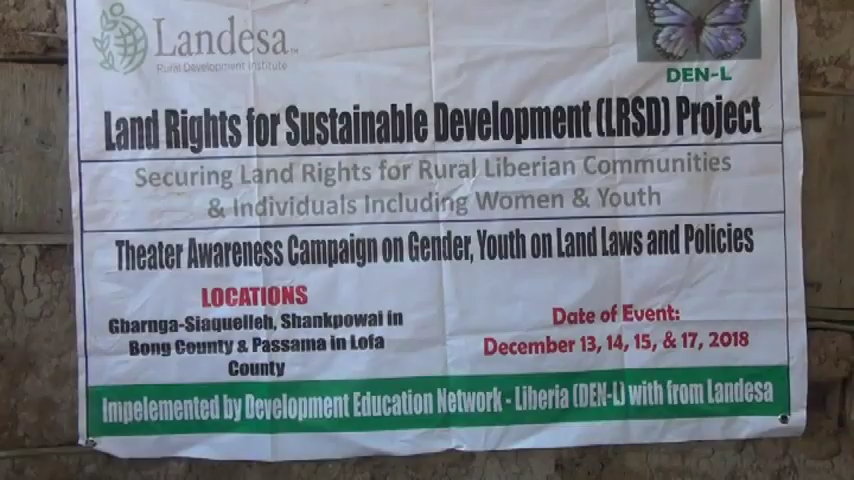 Landesa™
Rural Development Institute
DEN-L
Land Rights for Sustainable Development (LRSD) Project
Securing Land Rights for Rural Liberian Communities
& Individuals Including Women & Youth
Theater Awareness Campaign on Gender, Youth on Land Laws and Policies
LOCATIONS
Gbarnga-Siaquelleh, Shankpowai in
Bong County & Passama in Lofa
County
Date of Event:
December 13, 14, 15, & 17, 2018
Impelemented by Development Education Network - Liberia (DEN-L) with from Landesa